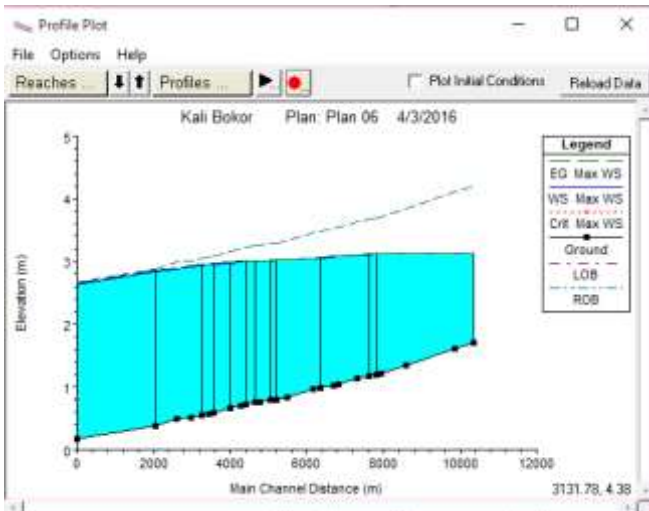 Profile Plot
File Options Help
Reaches ... Profiles ... Plot Initial Conditions Reload Data
Kali Bokor Plan: Plan 06 4/3/2016
Legend
EG Max WS
WS Max WS
Crit Max WS
Ground
LOB
ROB
Elevation (m)
5
4
3
2
1
0
0 2000 4000 6000 8000 10000 12000
Main Channel Distance (m)
3131.78, 4.38